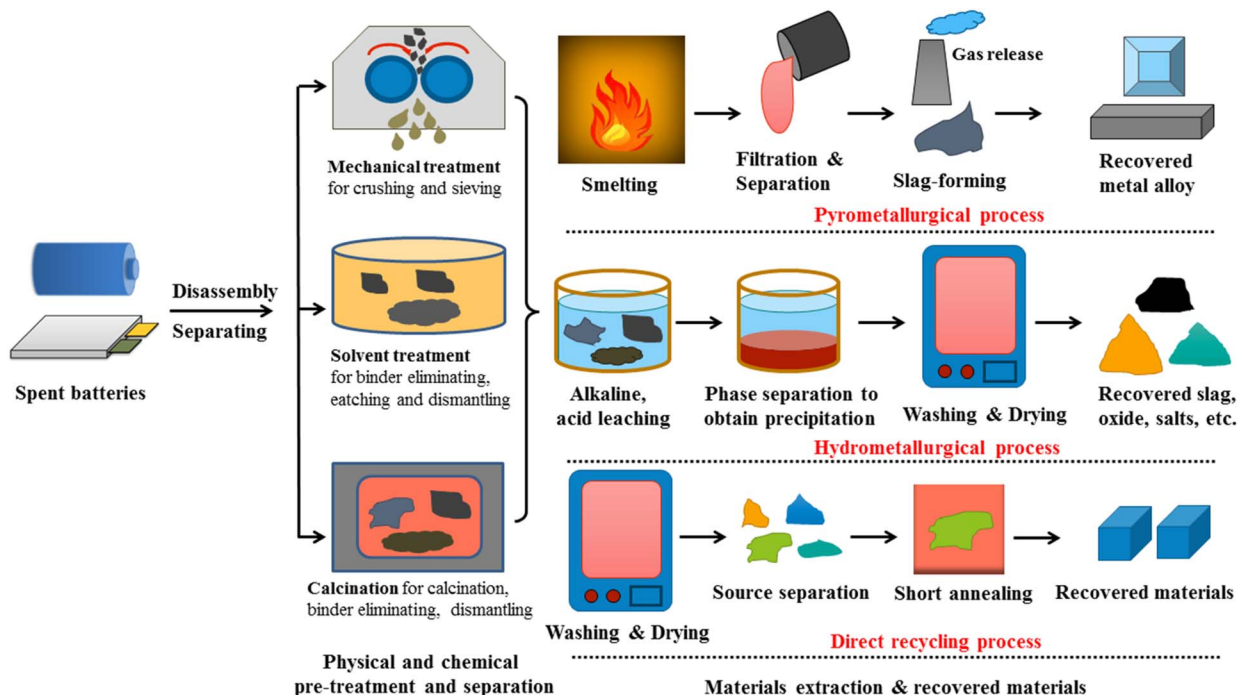 Spent batteries
Disassembly
Separating
Mechanical treatment
for crushing and sieving
Solvent treatment
for binder eliminating,
eatching and dismantling
Calcination for calcination,
binder eliminating, dismantling
Physical and chemical
pre-treatment and separation
Smelting
Filtration &
Separation
Gas release
Slag-forming
Recovered
metal alloy
Pyrometallurgical process
Alkaline,
acid leaching
Phase separation to
obtain precipitation
Washing & Drying
Recovered slag,
oxide, salts, etc.
Hydrometallurgical process
Washing & Drying
Source separation
Short annealing
Recovered materials
Direct recycling process
Materials extraction & recovered materials